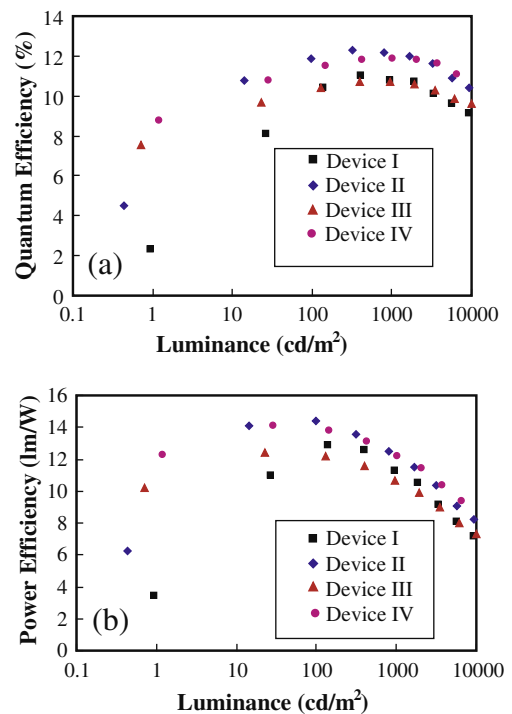 14
12
10
8
6
4
2
0
Quantum Efficiency (%)
(a)
Device I
Device II
Device III
Device IV
0.1 1 10 100 1000 10000
Luminance (cd/m²)
16
14
12
10
8
6
4
2
0
Power Efficiency (lm/W)
(b)
Device I
Device II
Device III
Device IV
0.1 1 10 100 1000 10000
Luminance (cd/m²)